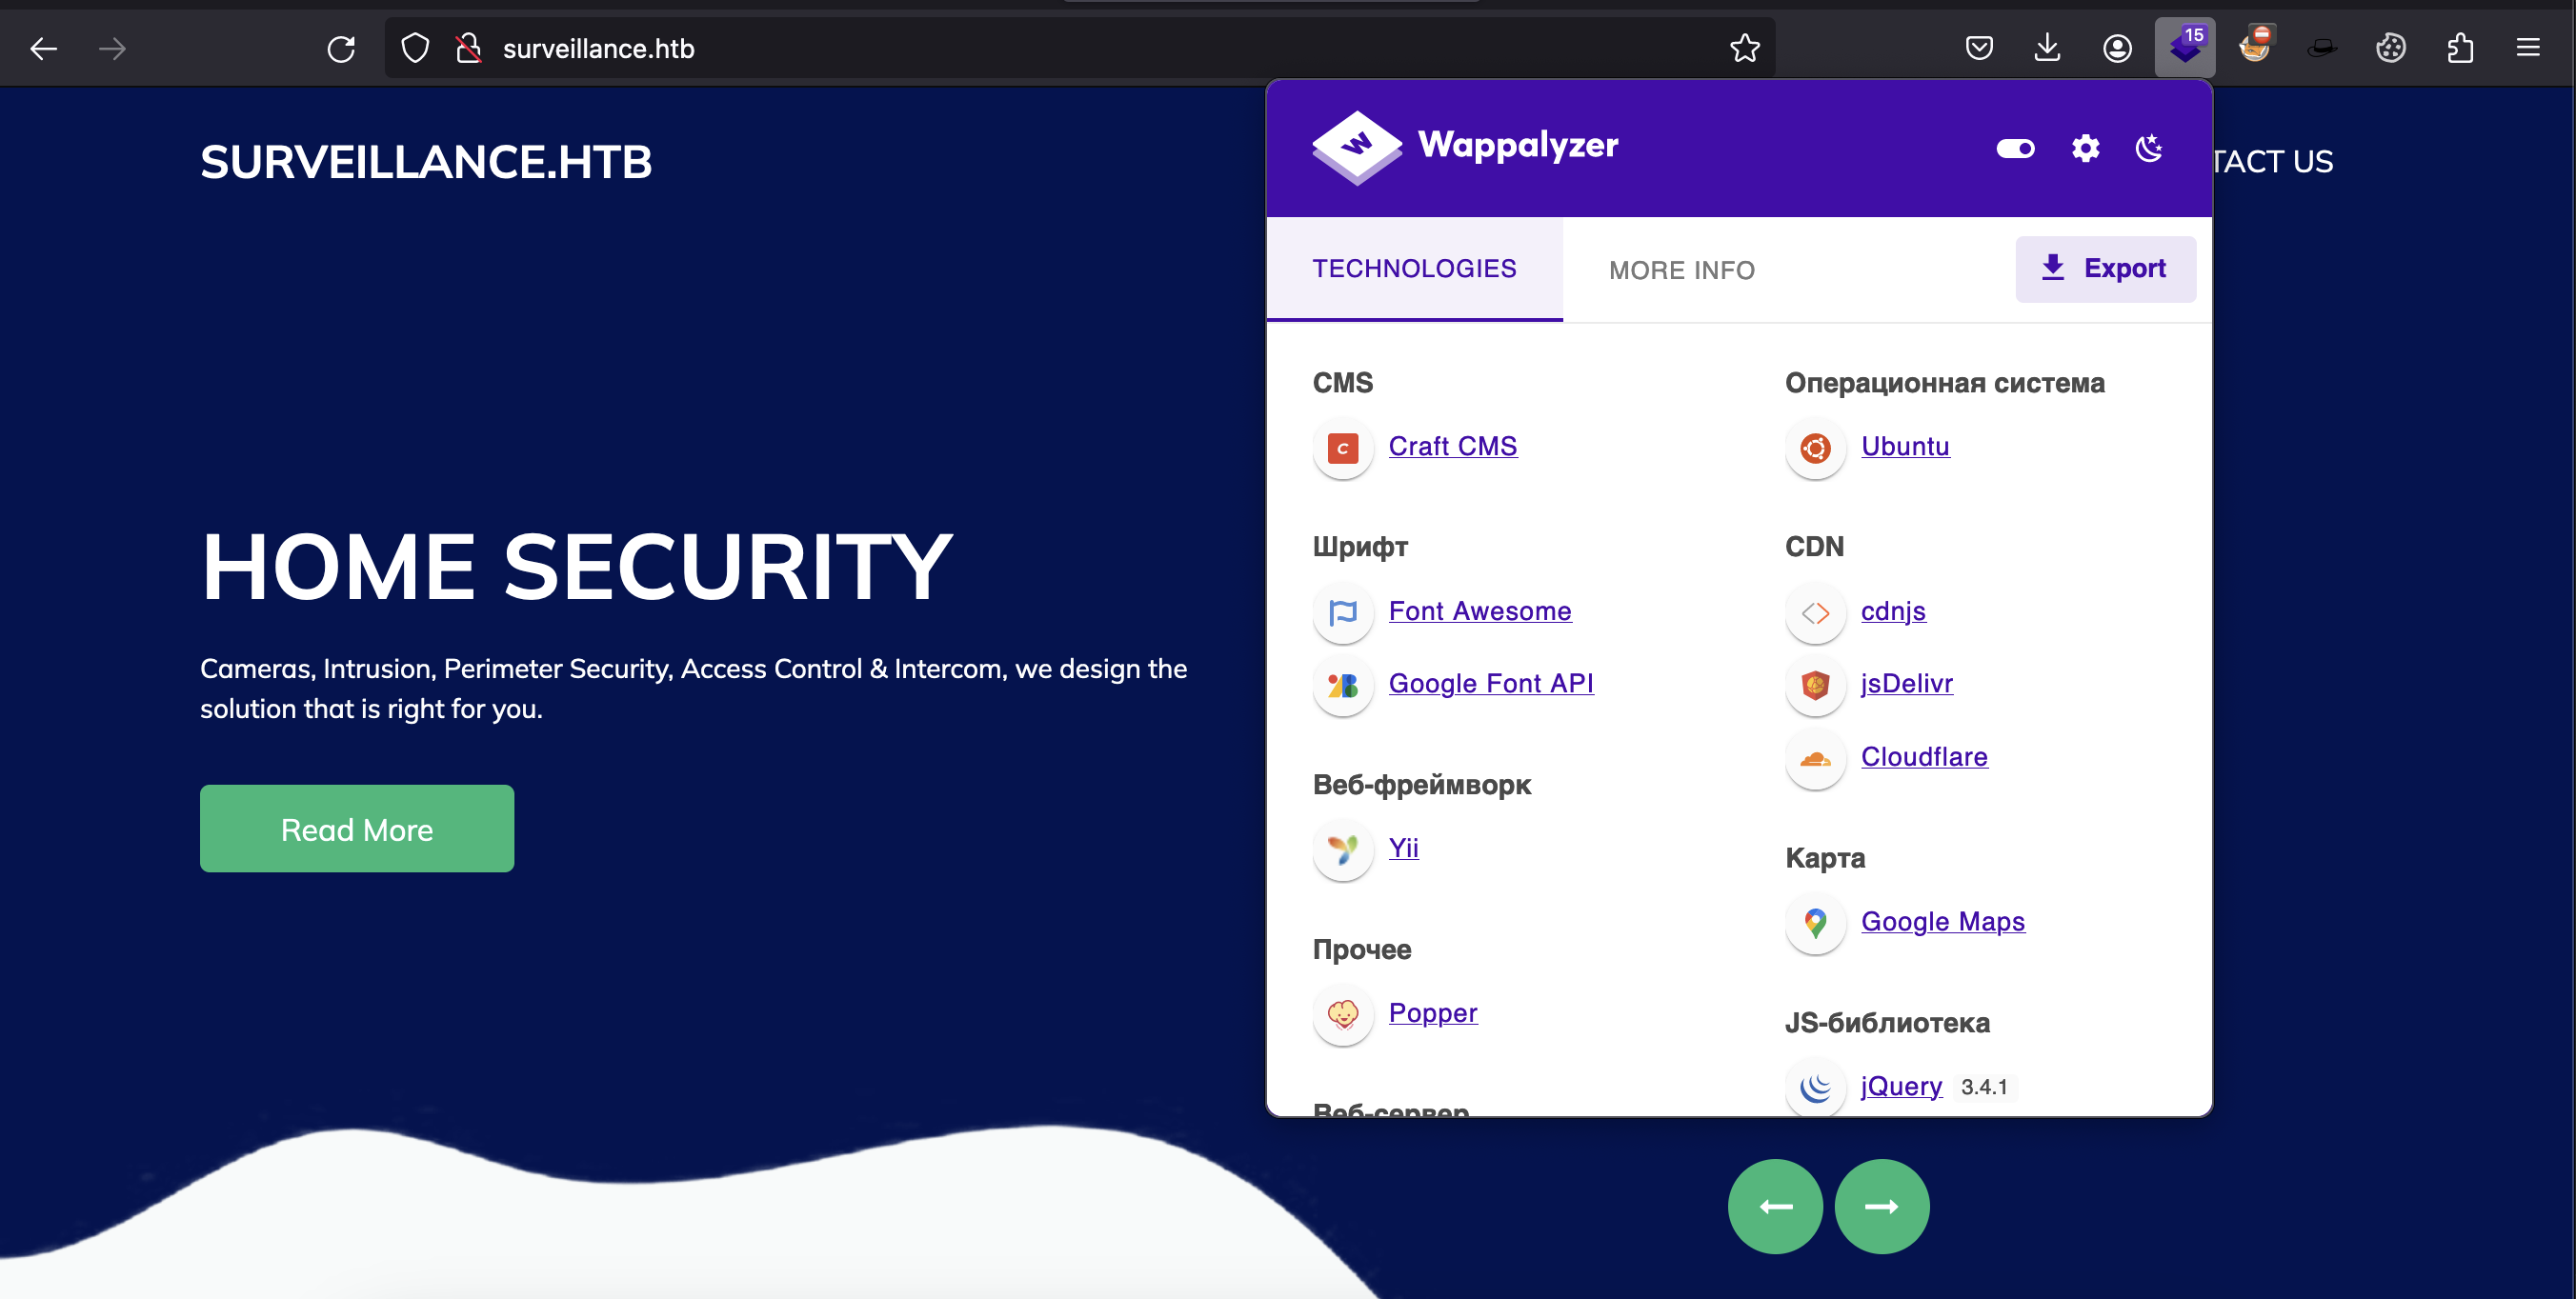 surveillance.htb
15
SURVEILLANCE.HTB
TACT US
HOME SECURITY
Cameras, Intrusion, Perimeter Security, Access Control & Intercom, we design the
solution that is right for you.
Read More
Wappalyzer
TECHNOLOGIES
MORE INFO
Export
CMS
Craft CMS
Шрифт
Font Awesome
Google Font API
Веб-фреймворк
Yii
Прочее
Popper
Веб-сервер
Операционная система
Ubuntu
CDN
cdnjs
jsDelivr
Cloudflare
Карта
Google Maps
JS-библиотека
jQuery 3.4.1